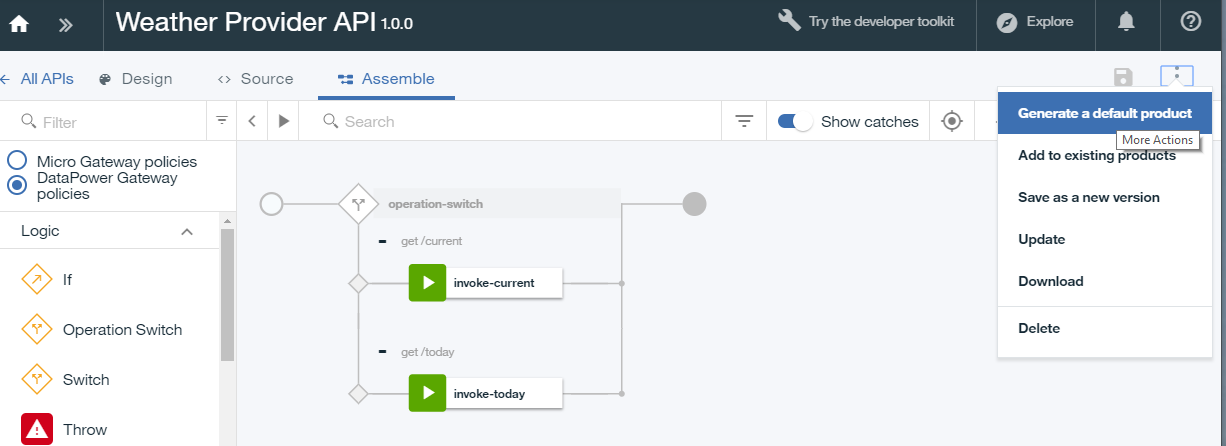 Weather Provider API 1.0.0
Try the developer toolkit
Explore
All APIs
Design
Source
Assemble
Filter
Search
Show catches
Generate a default product
More Actions
Add to existing products
Save as a new version
Update
Download
Delete
Micro Gateway policies
DataPower Gateway
policies
Logic
If
Operation Switch
Switch
Throw
operation-switch
get /current
invoke-current
get /today
invoke-today